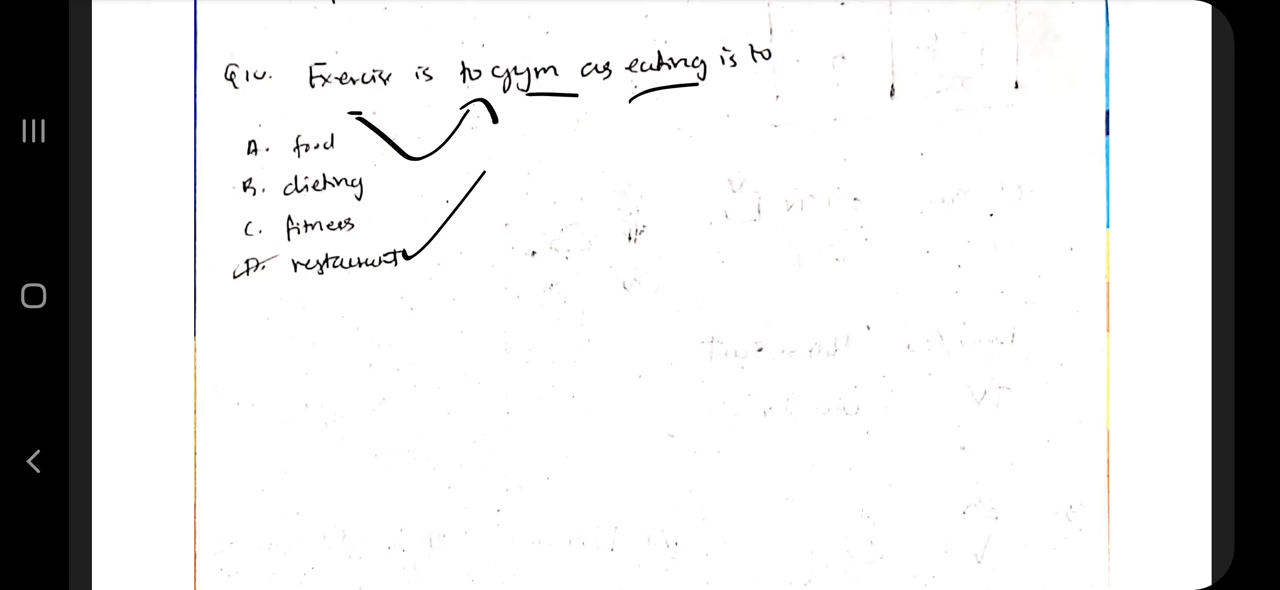 Q10. Exercise is to gym as eating is to
A. food
B. dieting
C. fitness
D. restaurant